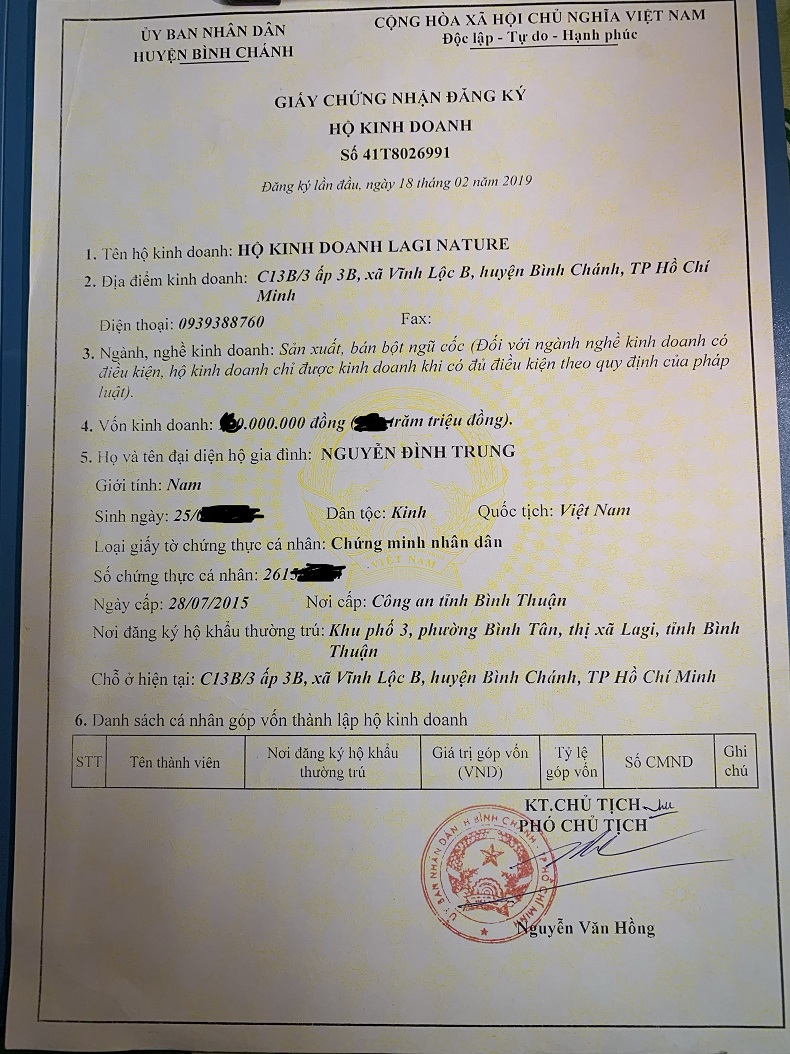 ỦY BAN NHÂN DÂN
HUYỆN BÌNH CHÁNH
CỘNG HÒA XÃ HỘI CHỦ NGHĨA VIỆT NAM
Độc lập - Tự do - Hạnh phúc
GIẤY CHỨNG NHẬN ĐĂNG KÝ
HỘ KINH DOANH
Số 41T8026991
Đăng ký lần đầu, ngày 18 tháng 02 năm 2019
1. Tên hộ kinh doanh: HỘ KINH DOANH LAGI NATURE
2. Địa điểm kinh doanh: C13B/3 ấp 3B, xã Vĩnh Lộc B, huyện Bình Chánh, TP Hồ Chí
Minh
Điện thoại: 0939388760 Fax:
3. Ngành, nghề kinh doanh: Sản xuất, bán bột ngũ cốc (Đối với ngành nghề kinh doanh có
điều kiện, hộ kinh doanh chỉ được kinh doanh khi có đủ điều kiện theo quy định của pháp
luật).
4. Vốn kinh doanh: 0.000.000 đồng ( trăm triệu đồng).
5. Họ và tên đại diện hộ gia đình: NGUYỄN ĐÌNH TRUNG
Giới tính: Nam
Sinh ngày: 25/ Dân tộc: Kinh Quốc tịch: Việt Nam
Loại giấy tờ chứng thực cá nhân: Chứng minh nhân dân
Số chứng thực cá nhân: 261
Ngày cấp: 28/07/2015 Nơi cấp: Công an tỉnh Bình Thuận
Nơi đăng ký hộ khẩu thường trú: Khu phố 3, phường Bình Tân, thị xã Lagi, tỉnh Bình
Thuận
Chỗ ở hiện tại: C13B/3 ấp 3B, xã Vĩnh Lộc B, huyện Bình Chánh, TP Hồ Chí Minh
6. Danh sách cá nhân góp vốn thành lập hộ kinh doanh
STT Tên thành viên Nơi đăng ký hộ khẩu thường trú Giá trị góp vốn (VND) Tỷ lệ góp vốn Số CMND Ghi chú
KT.CHỦ TỊCH
PHÓ CHỦ TỊCH
ỦY BAN NHÂN DÂN H BÌNH CHÁNH - TP HỒ CHÍ MINH
Nguyễn Văn Hồng